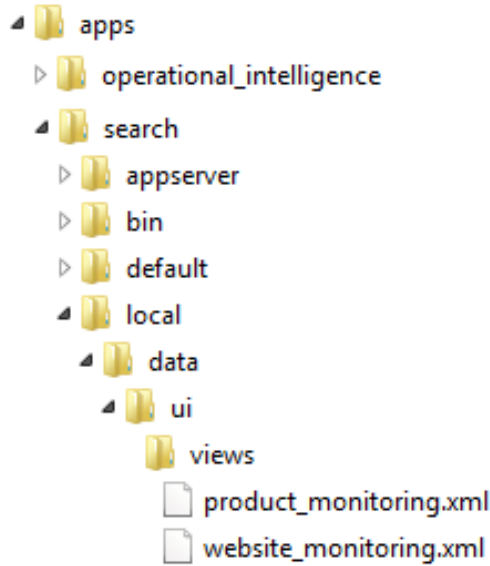 apps
operational_intelligence
search
appserver
bin
default
local
data
ui
views
product_monitoring.xml
website_monitoring.xml